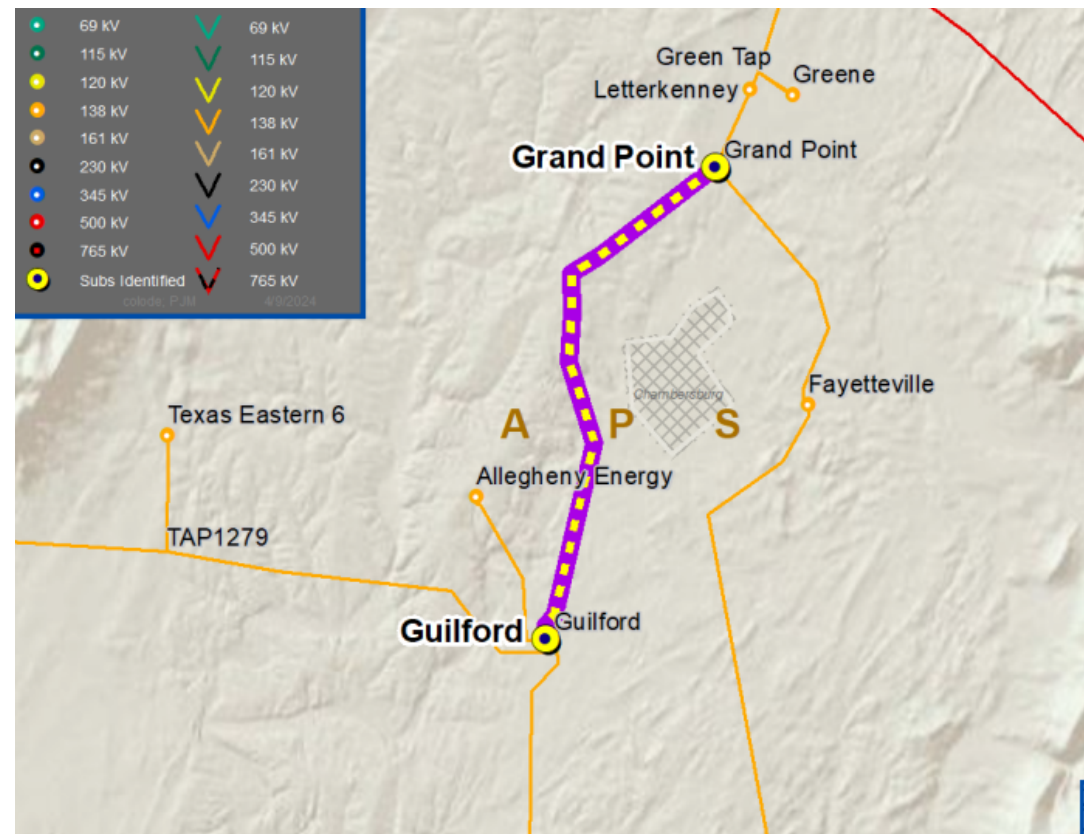 69 kV 69 kV
115 kV 115 kV
120 kV 120 kV
138 kV 138 kV
161 kV 161 kV
230 kV 230 kV
345 kV 345 kV
500 kV 500 kV
765 kV
Subs Identified 765 kV
colode: PJM 4/9/2024
Green Tap
Greene
Letterkenney
Grand Point
Grand Point
Chambersburg
Fayetteville
Texas Eastern 6
A P S
Allegheny Energy
TAP1279
Guilford
Guilford